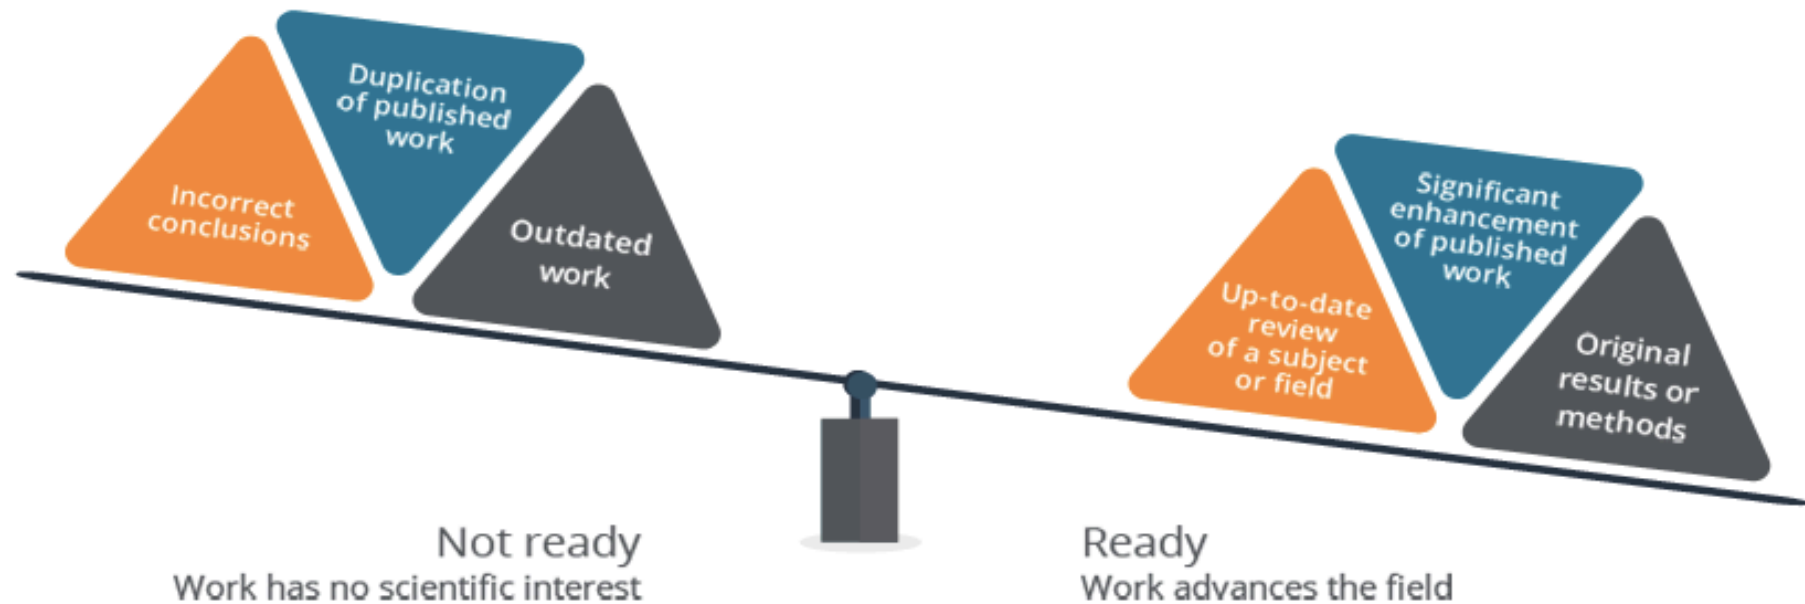 Duplication
of published
work
Incorrect
conclusions
Outdated
work
Significant
enhancement
of published
work
Up-to-date
review
of a subject
or field
Original
results or
methods
Not ready
Work has no scientific interest
Ready
Work advances the field